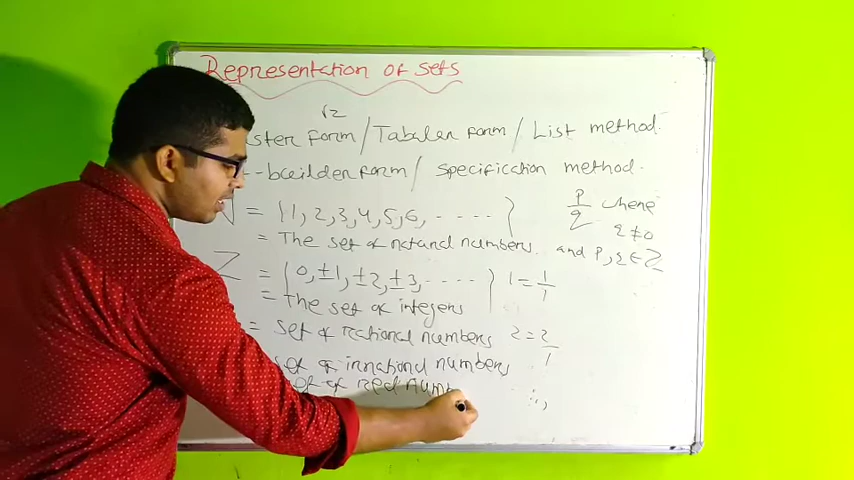 Representation of sets
√2
ster form / Tabular form / List method.
-builder form / specification method.
N = {1, 2, 3, 4, 5, 6, - - - - - }
= The set of natural numbers.
p/q where
q ≠ 0
and p, q ∈ Z
Z = {0, ±1, ±2, ±3, - - - - }
1 = 1/1
= The set of integers
= set of rational numbers
2 = 2/1
set of irrational numbers
et of real num